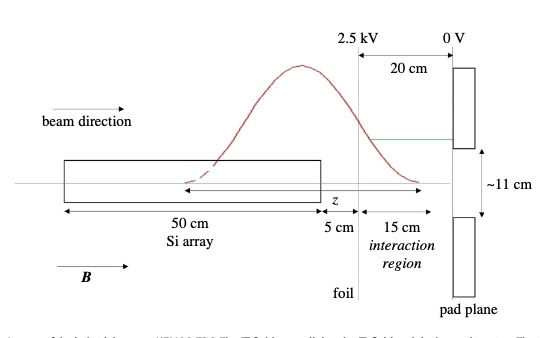 2.5 kV
0 V
20 cm
beam direction
~11 cm
z
50 cm
Si array
5 cm
15 cm
interaction
region
B
foil
pad plane